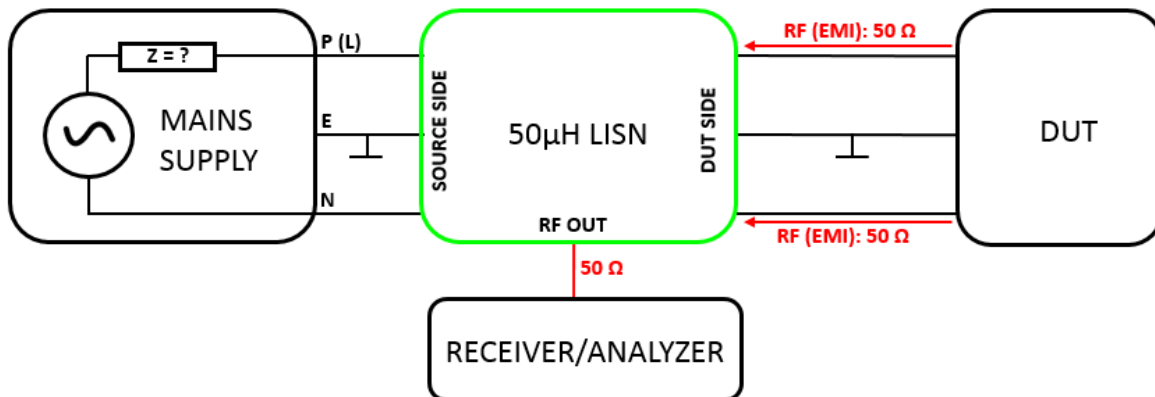 Z = ?
P (L)
MAINS
SUPPLY
E
N
SOURCE SIDE
50µH LISN
DUT SIDE
RF OUT
RF (EMI): 50 Ω
RF (EMI): 50 Ω
DUT
50 Ω
RECEIVER/ANALYZER